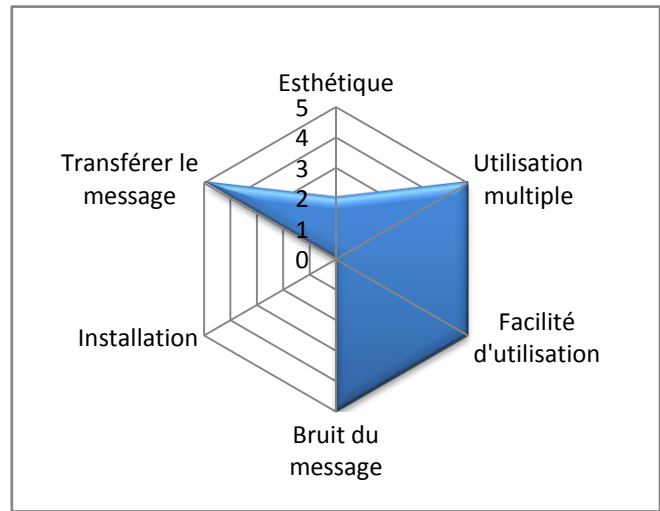 Esthétique
5
4
3
2
1
0
Transférer le
message
Utilisation
multiple
Installation
Facilité
d'utilisation
Bruit du
message